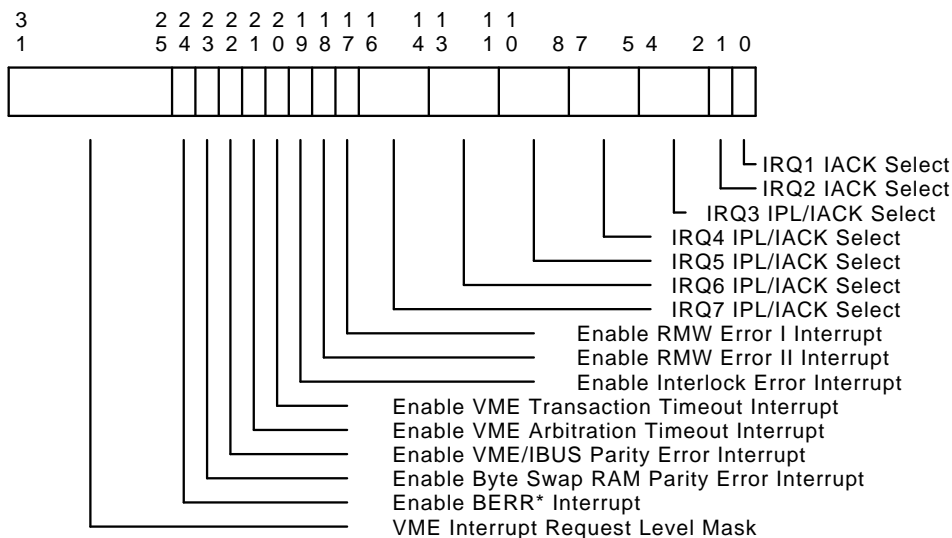 3 2 2 2 2 2 2 1 1 1 1 1 1 1 1
1 5 4 3 2 1 0 9 8 7 6 4 3 1 0 8 7 5 4 2 1 0
IRQ1 IACK Select
IRQ2 IACK Select
IRQ3 IPL/IACK Select
IRQ4 IPL/IACK Select
IRQ5 IPL/IACK Select
IRQ6 IPL/IACK Select
IRQ7 IPL/IACK Select
Enable RMW Error I Interrupt
Enable RMW Error II Interrupt
Enable Interlock Error Interrupt
Enable VME Transaction Timeout Interrupt
Enable VME Arbitration Timeout Interrupt
Enable VME/IBUS Parity Error Interrupt
Enable Byte Swap RAM Parity Error Interrupt
Enable BERR* Interrupt
VME Interrupt Request Level Mask